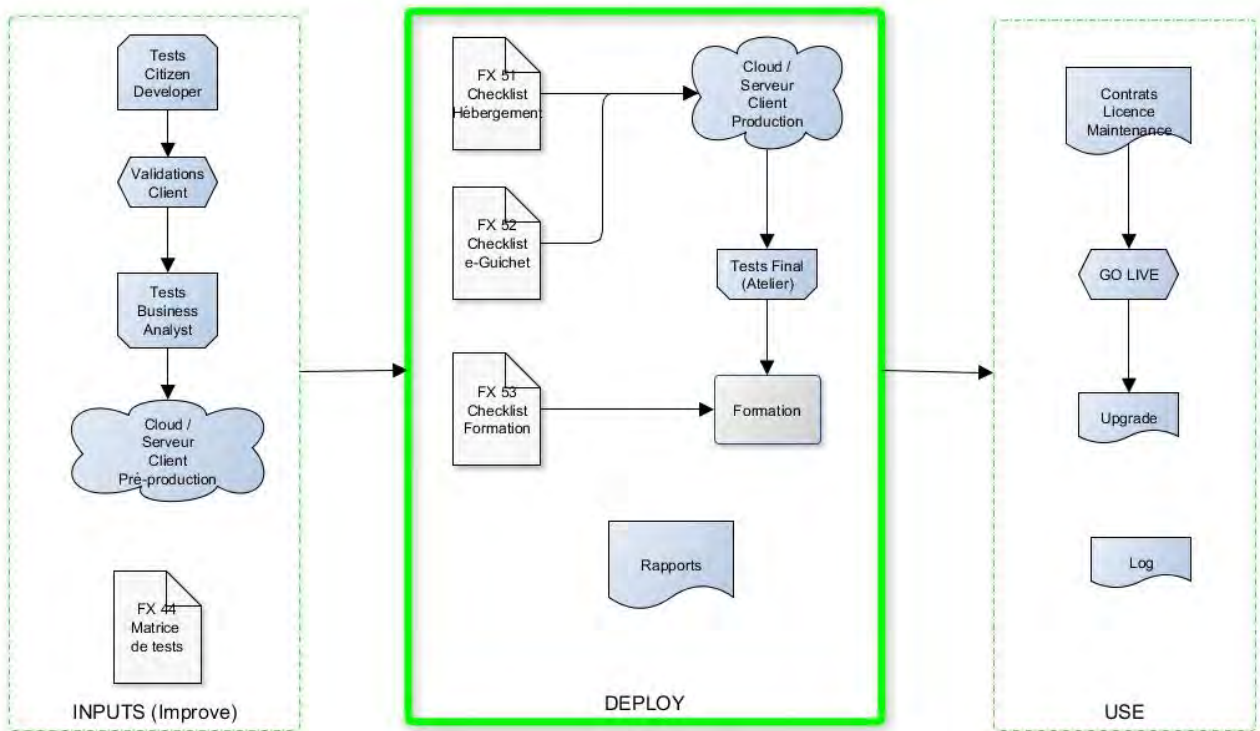 Tests
Citizen
Developer
Validations
Client
Tests
Business
Analyst
Cloud /
Serveur
Client
Pré-production
FX 44
Matrice
de tests
INPUTS (Improve)
FX 51
Checklist
Hébergement
FX 52
Checklist
e-Guichet
FX 53
Checklist
Formation
Cloud /
Serveur
Client
Production
Tests Final
(Atelier)
Formation
Rapports
DEPLOY
Contrats
Licence
Maintenance
GO LIVE
Upgrade
Log
USE